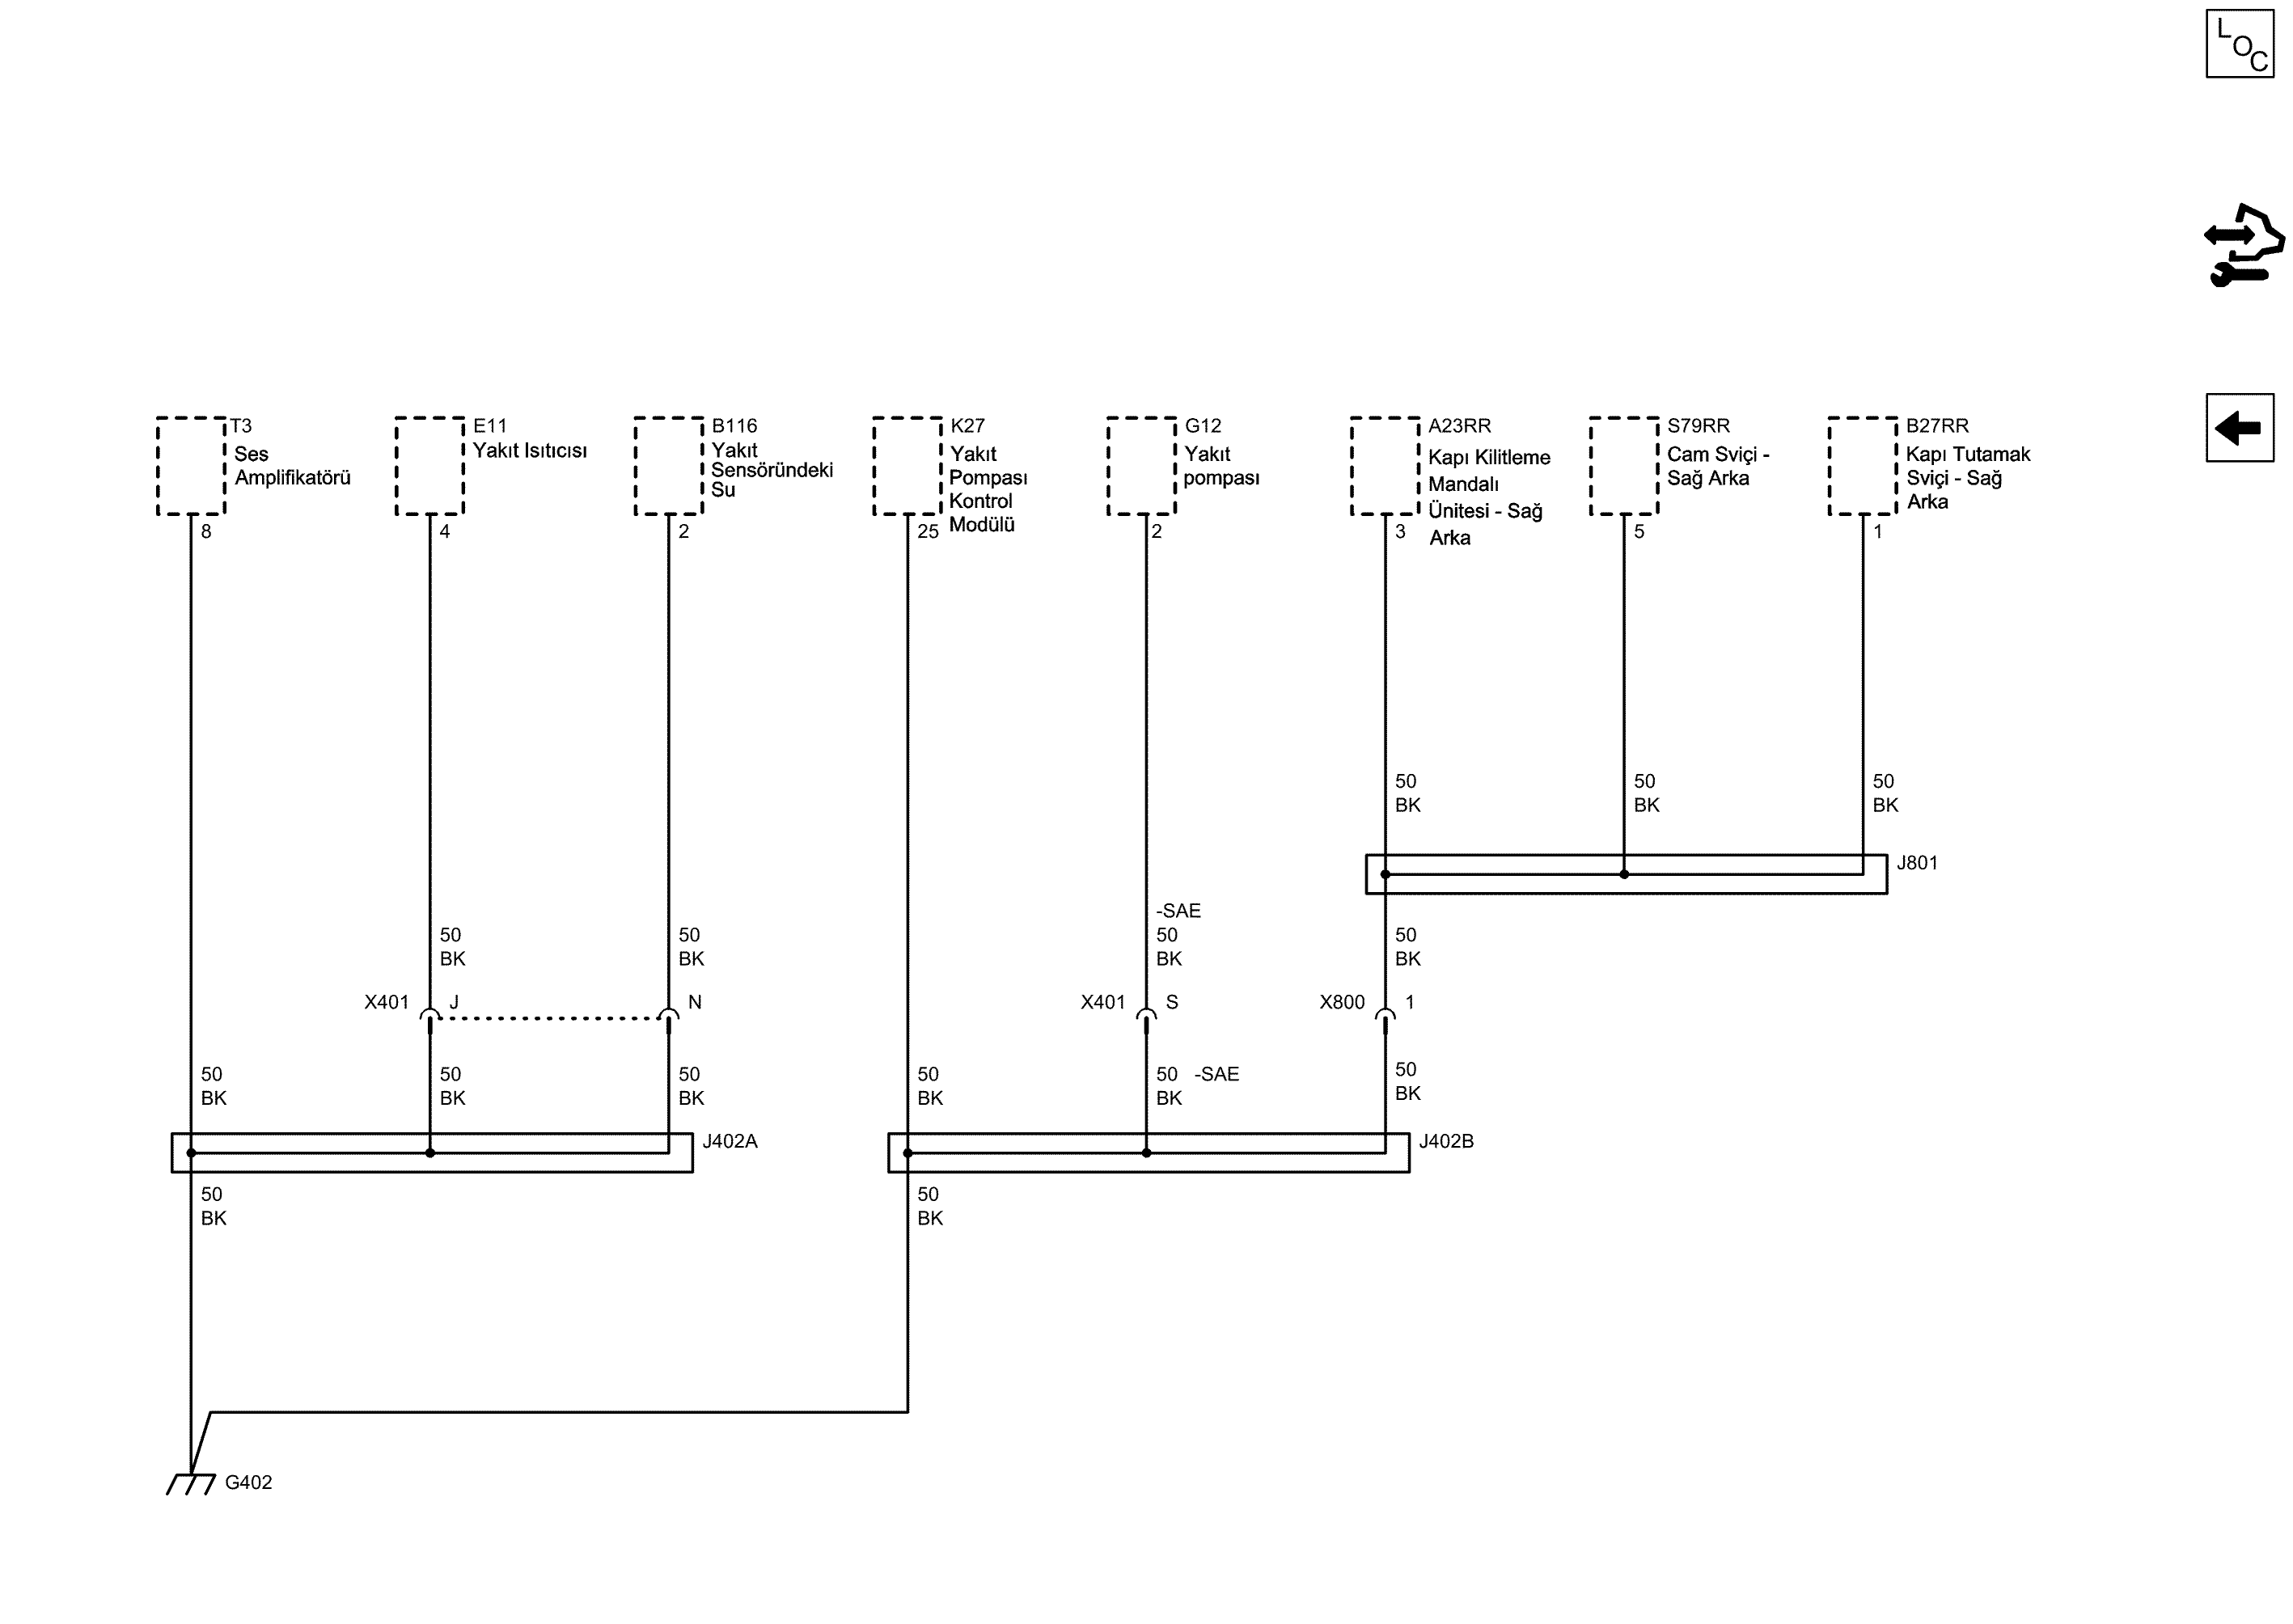 LOC
T3
Ses
Amplifikatörü
8
E11
Yakıt Isıtıcısı
4
B116
Yakıt
Sensöründeki
Su
2
K27
Yakıt
Pompası
Kontrol
Modülü
25
G12
Yakıt
pompası
2
A23RR
Kapı Kilitleme
Mandalı
Ünitesi - Sağ
Arka
3
S79RR
Cam Sviçi -
Sağ Arka
5
B27RR
Kapı Tutamak
Sviçi - Sağ
Arka
1
50
BK
50
BK
50
BK
J801
50
BK
50
BK
-SAE
50
BK
50
BK
X401
J
N
X401
S
X800
1
50
BK
50
BK
50
BK
50
BK
50 -SAE
BK
50
BK
J402A
J402B
50
BK
50
BK
G402